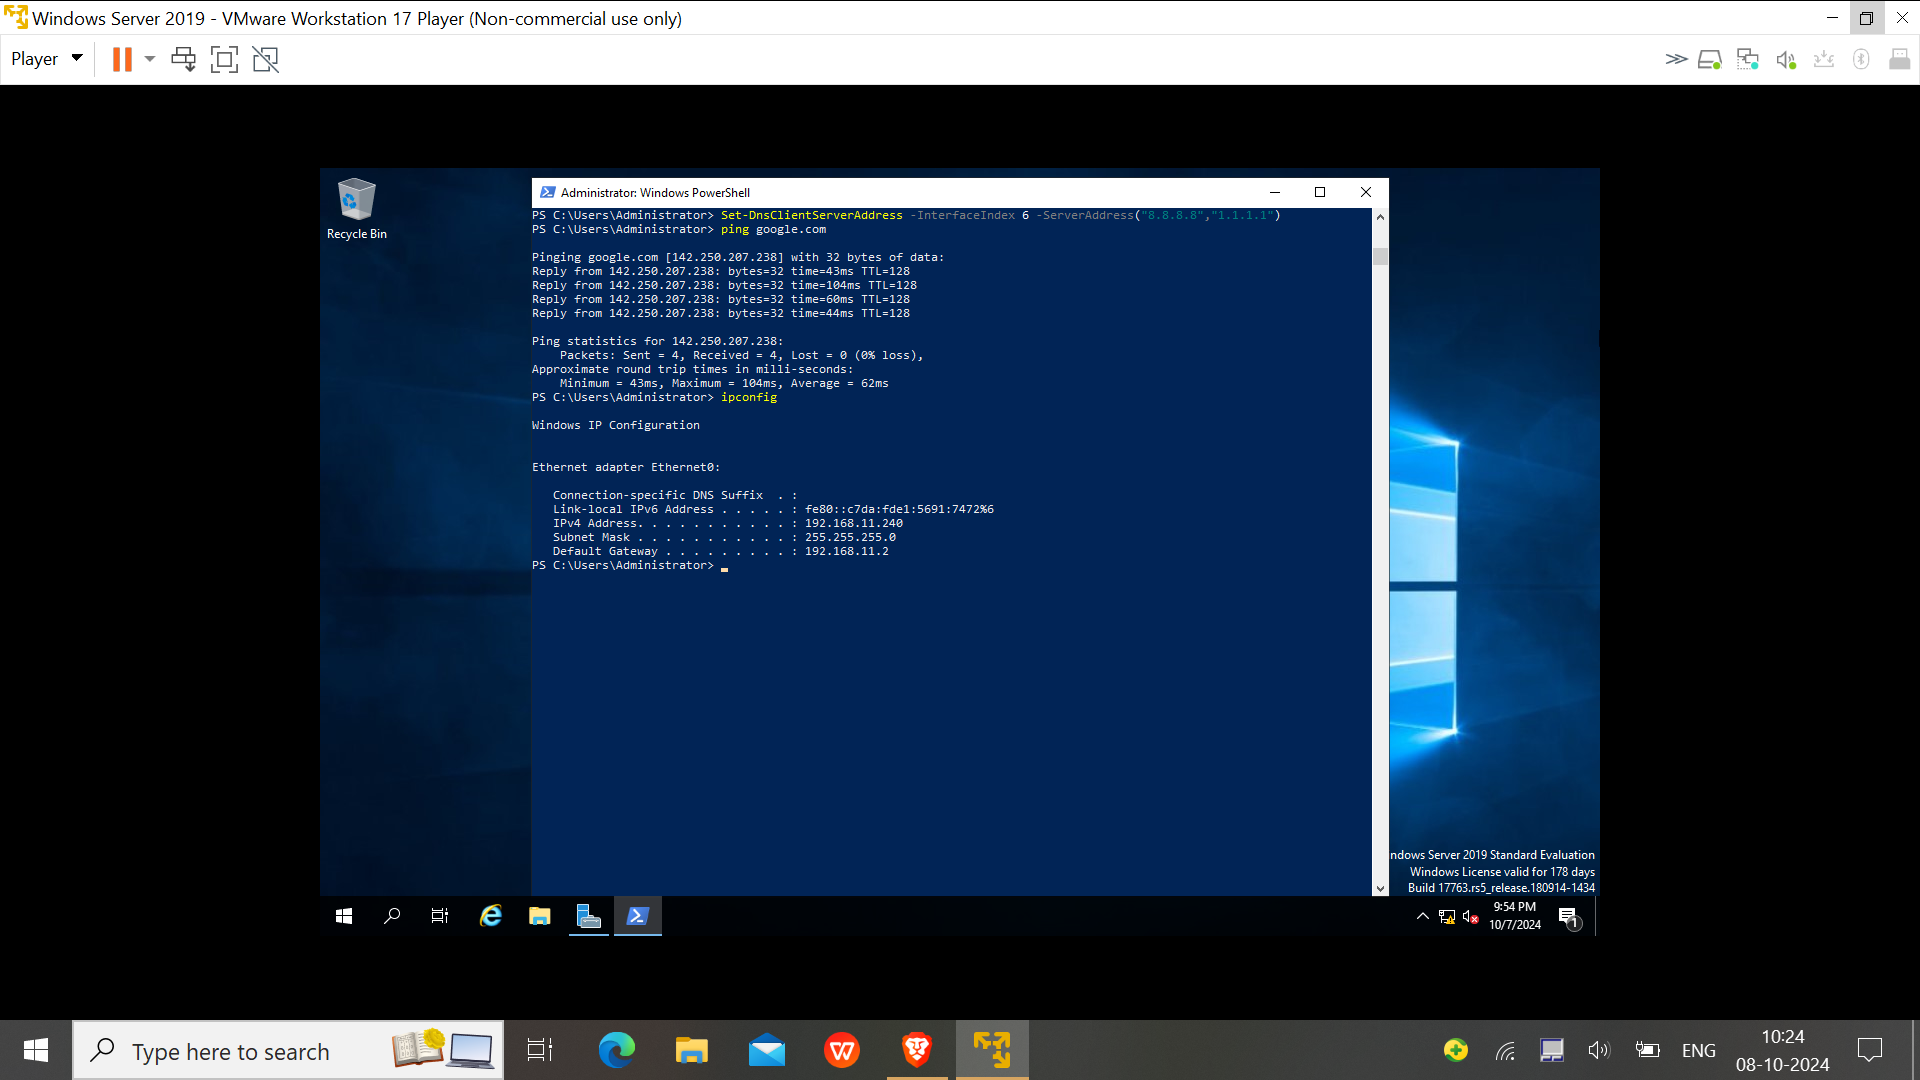 Windows Server 2019 - VMware Workstation 17 Player (Non-commercial use only)
Player
Recycle Bin
Administrator: Windows PowerShell
PS C:\Users\Administrator> Set-DnsClientServerAddress -InterfaceIndex 6 -ServerAddress("8.8.8.8","1.1.1.1")
PS C:\Users\Administrator> ping google.com
Pinging google.com [142.250.207.238] with 32 bytes of data:
Reply from 142.250.207.238: bytes=32 time=43ms TTL=128
Reply from 142.250.207.238: bytes=32 time=104ms TTL=128
Reply from 142.250.207.238: bytes=32 time=60ms TTL=128
Reply from 142.250.207.238: bytes=32 time=44ms TTL=128
Ping statistics for 142.250.207.238:
    Packets: Sent = 4, Received = 4, Lost = 0 (0% loss),
Approximate round trip times in milli-seconds:
    Minimum = 43ms, Maximum = 104ms, Average = 62ms
PS C:\Users\Administrator> ipconfig
Windows IP Configuration
Ethernet adapter Ethernet0:
   Connection-specific DNS Suffix  . :
   Link-local IPv6 Address . . . . . : fe80::c7da:fde1:5691:7472%6
   IPv4 Address. . . . . . . . . . . : 192.168.11.240
   Subnet Mask . . . . . . . . . . . : 255.255.255.0
   Default Gateway . . . . . . . . . : 192.168.11.2
PS C:\Users\Administrator>
ndows Server 2019 Standard Evaluation
Windows License valid for 178 days
Build 17763.rs5_release.180914-1434
9:54 PM
10/7/2024
1
Type here to search
W
ENG
10:24
08-10-2024